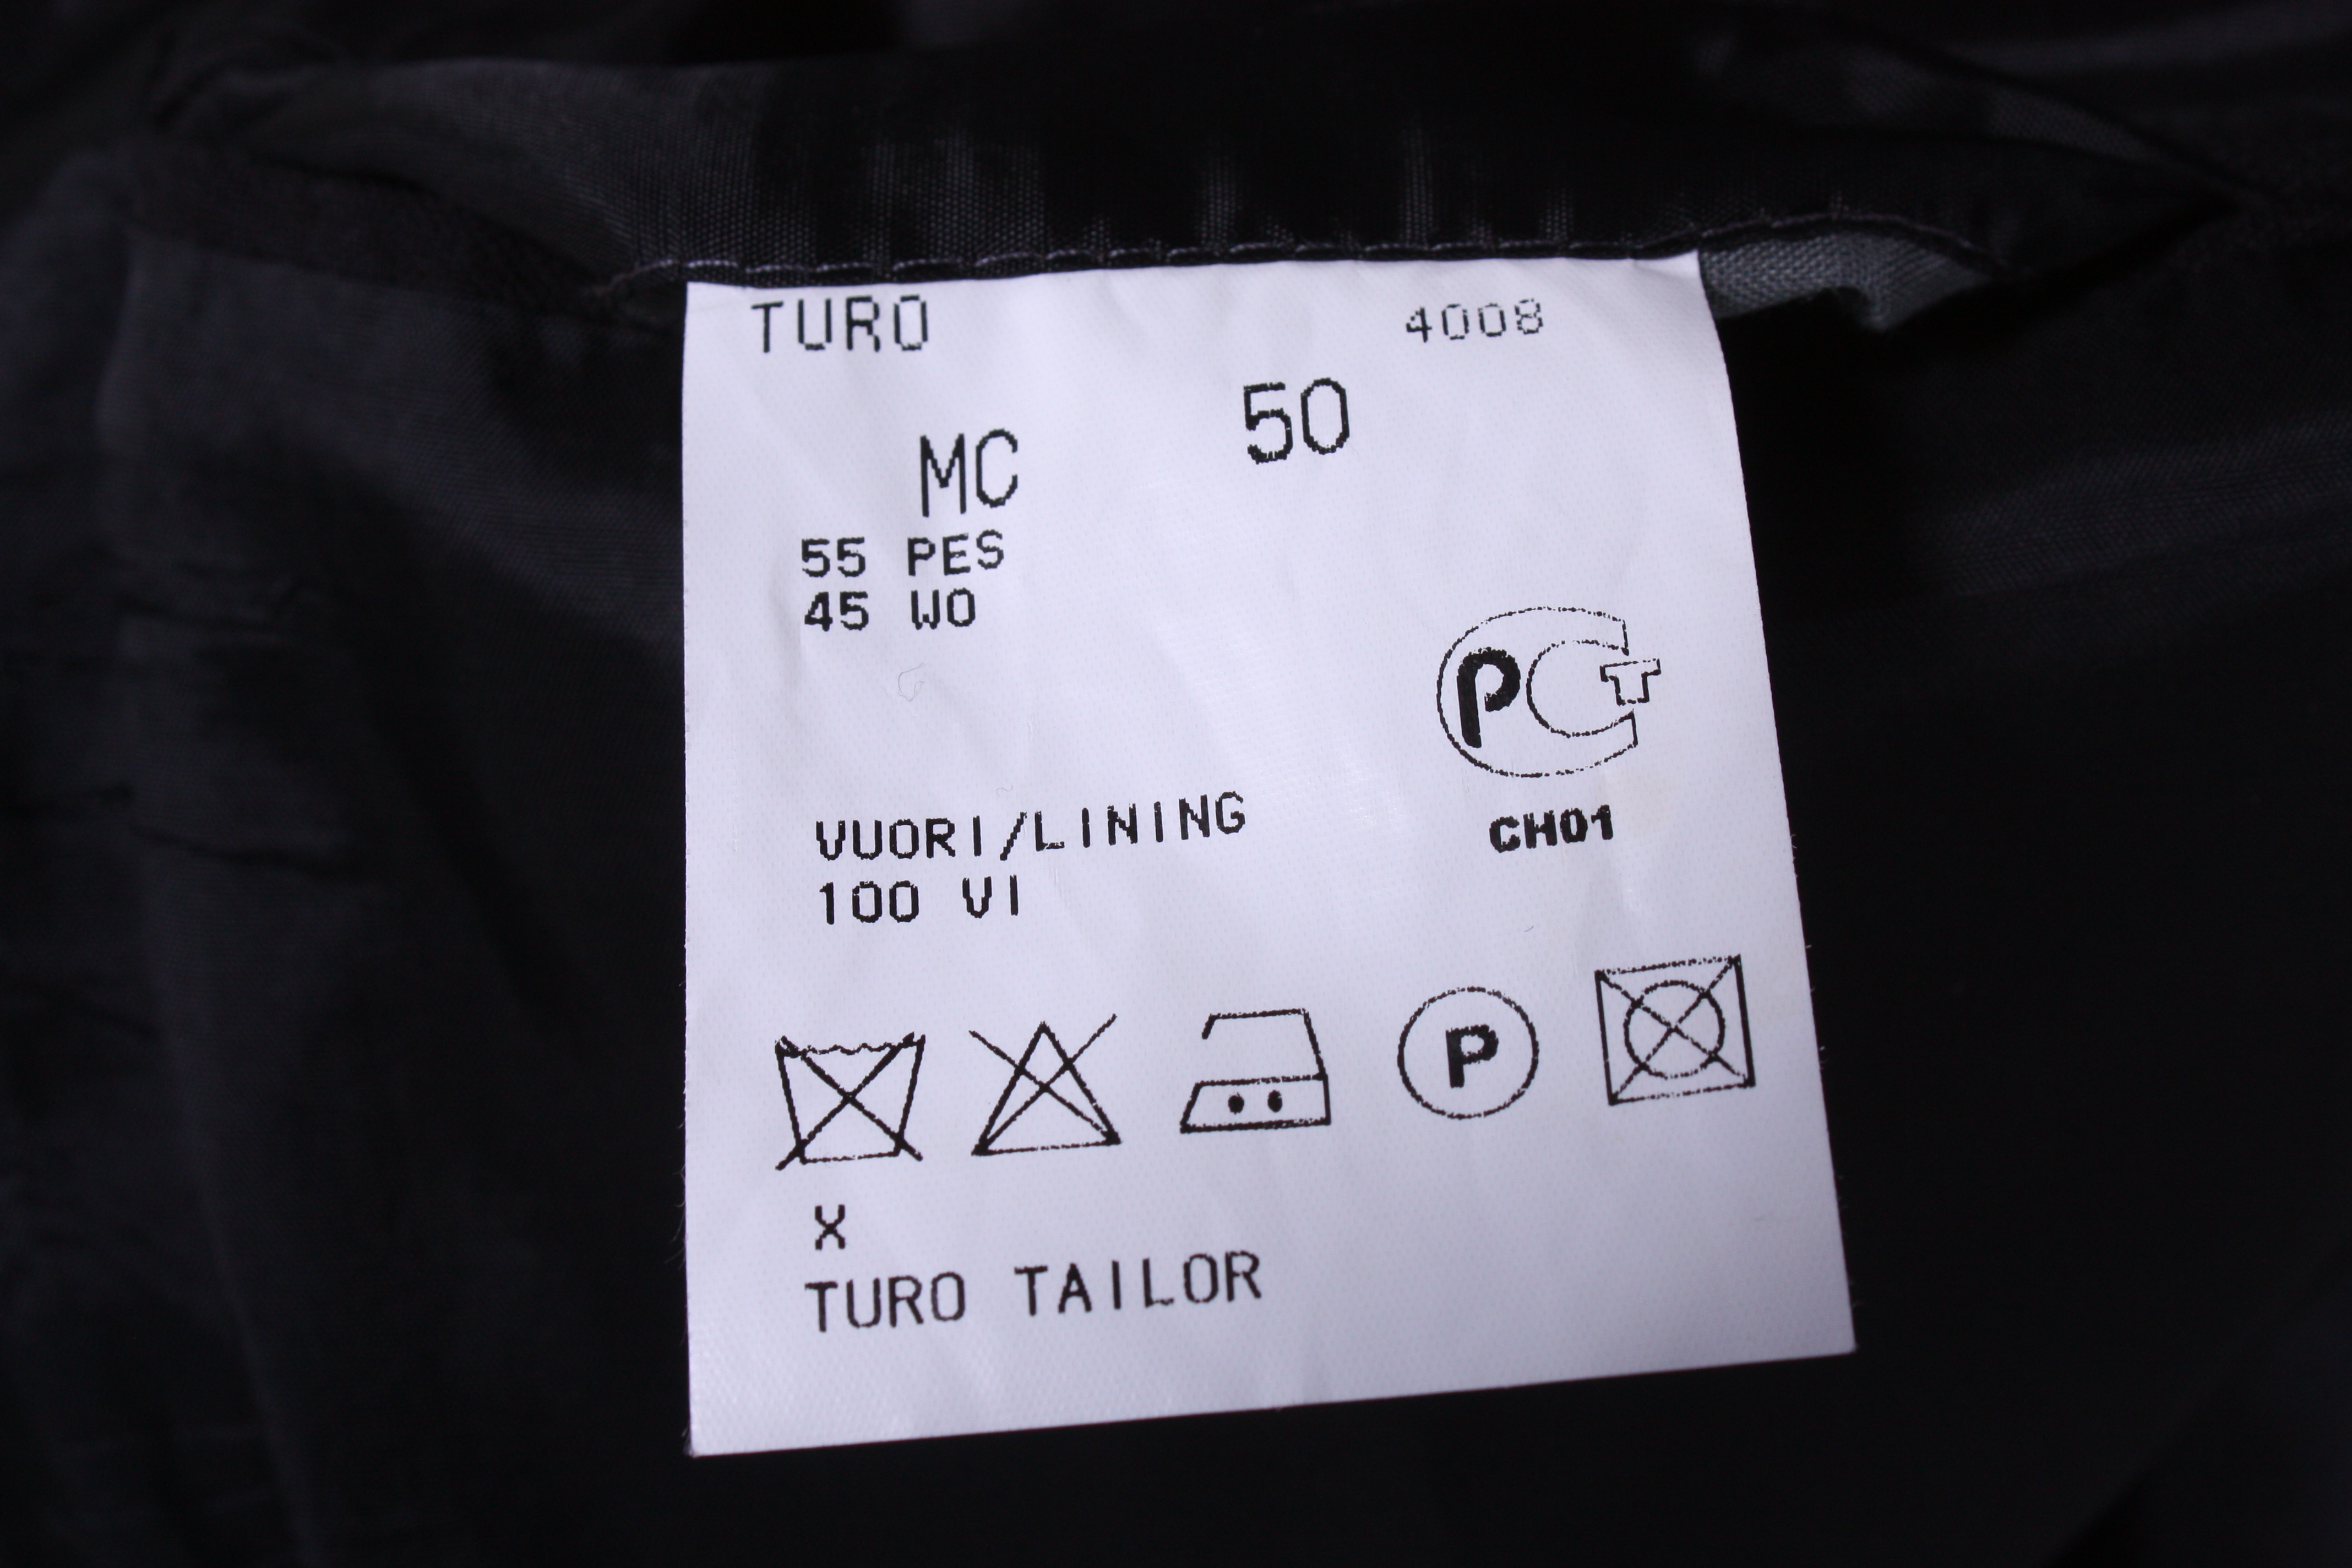 TURO 4008
50
MC
55 PES
45 WO
PCT
VUORI/LINING
CH01
100 VI
P
X
TURO TAILOR